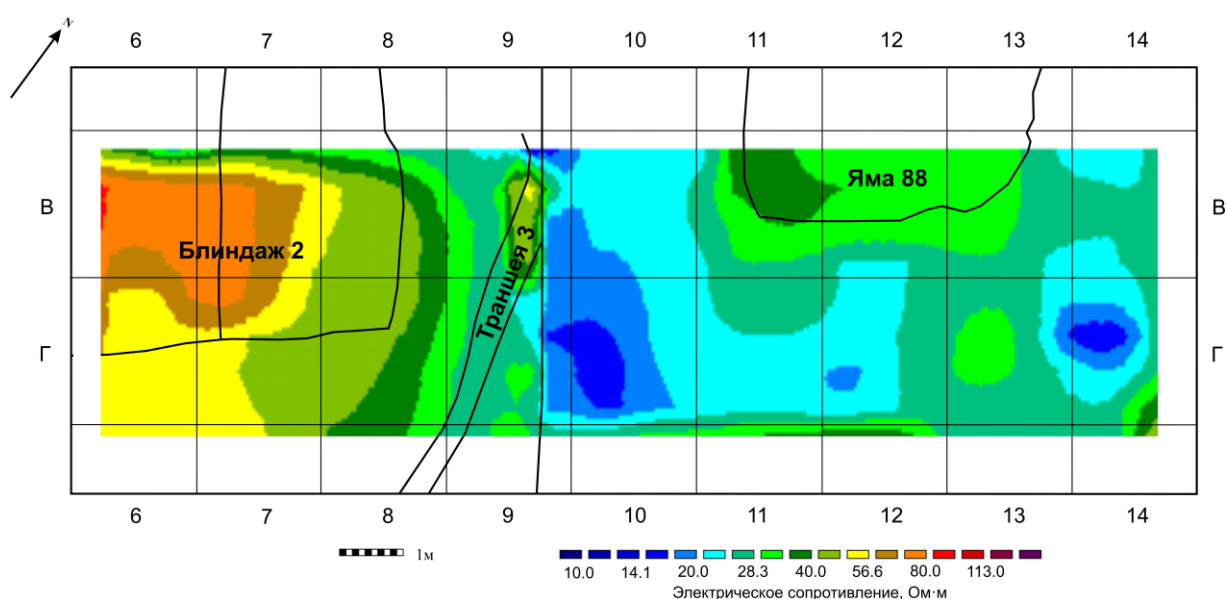 N
6 7 8 9 10 11 12 13 14
В В
Яма 88
Блиндаж 2
Траншея 3
Г Г
6 7 8 9 10 11 12 13 14
1м
10.0 14.1 20.0 28.3 40.0 56.6 80.0 113.0
Электрическое сопротивление, Ом·м